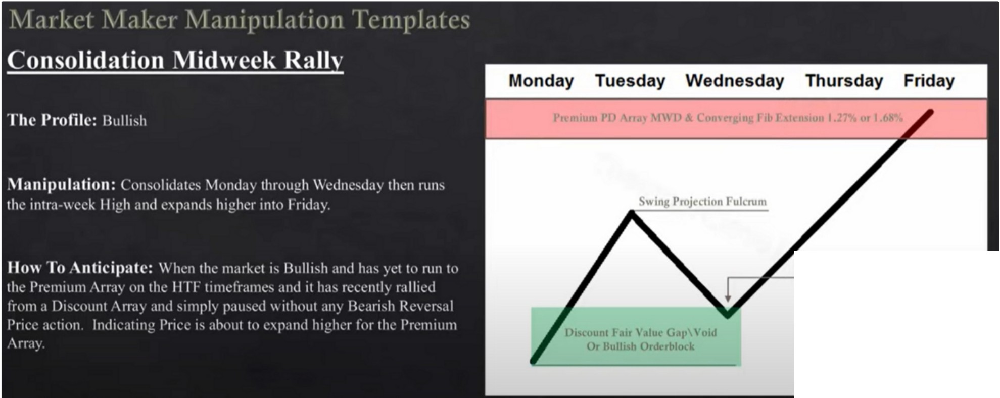 Market Maker Manipulation Templates
Consolidation Midweek Rally
The Profile: Bullish
Manipulation: Consolidates Monday through Wednesday then runs
the intra-week High and expands higher into Friday.
How To Anticipate: When the market is Bullish and has yet to run to
the Premium Array on the HTF timeframes and it has recently rallied
from a Discount Array and simply paused without any Bearish Reversal
Price action.  Indicating Price is about to expand higher for the Premium
Array.
Monday Tuesday Wednesday Thursday Friday
Premium PD Array MWD & Converging Fib Extension 1.27% or 1.68%
Swing Projection Fulcrum
Discount Fair Value Gap\Void
Or Bullish Orderblock